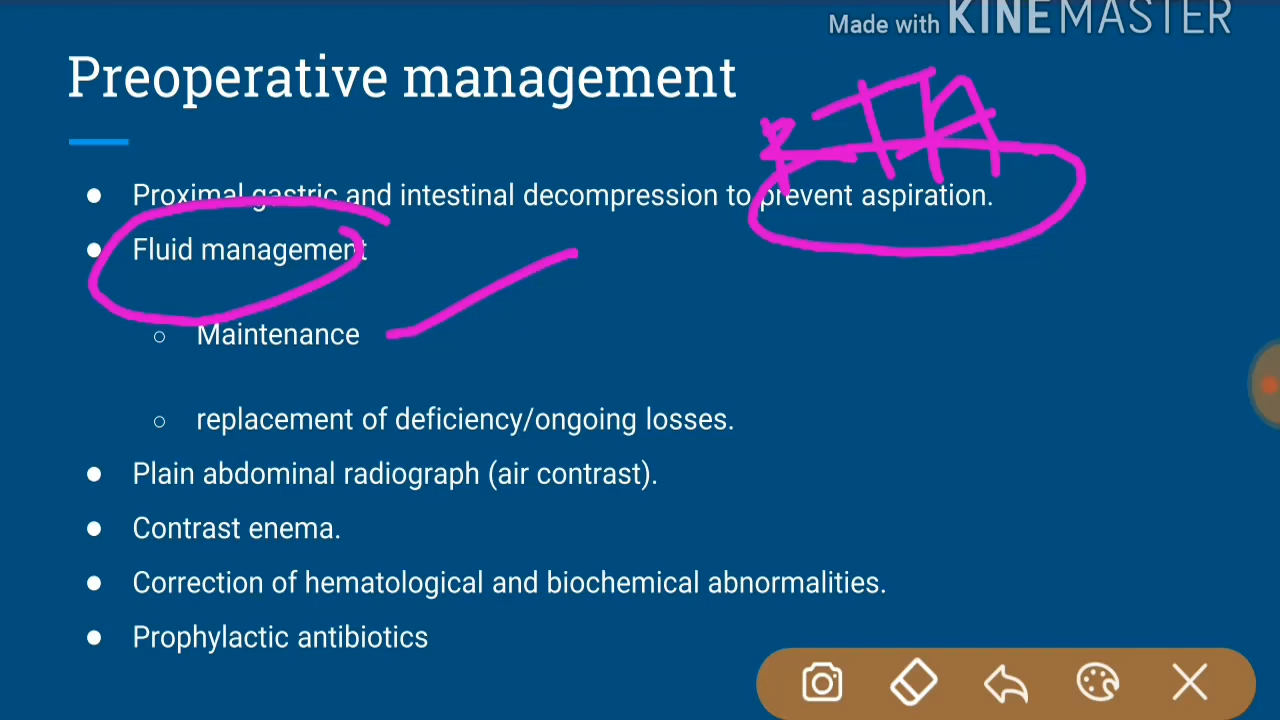 Made with KINEMASTER
Preoperative management
Proximal gastric and intestinal decompression to prevent aspiration.
Fluid management
Maintenance
replacement of deficiency/ongoing losses.
Plain abdominal radiograph (air contrast).
Contrast enema.
Correction of hematological and biochemical abnormalities.
Prophylactic antibiotics